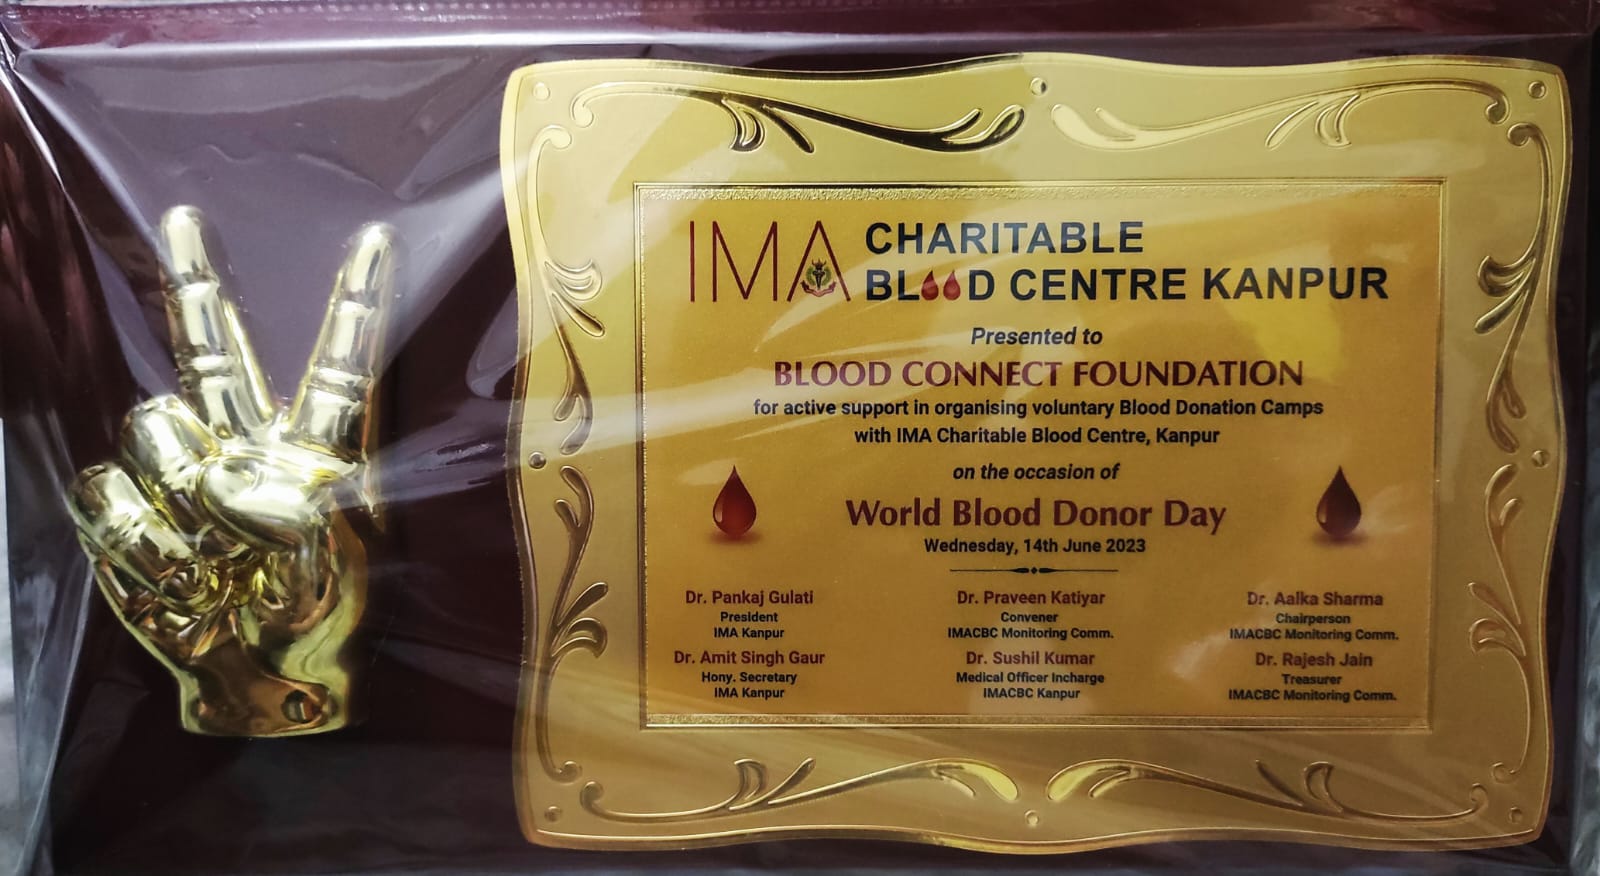 IMA CHARITABLE
BLOOD CENTRE KANPUR
Presented to
BLOOD CONNECT FOUNDATION
for active support in organising voluntary Blood Donation Camps
with IMA Charitable Blood Centre, Kanpur
on the occasion of
World Blood Donor Day
Wednesday, 14th June 2023
Dr. Pankaj Gulati
President
IMA Kanpur
Dr. Praveen Katiyar
Convener
IMACBC Monitoring Comm.
Dr. Aalka Sharma
Chairperson
IMACBC Monitoring Comm.
Dr. Amit Singh Gaur
Hony. Secretary
IMA Kanpur
Dr. Sushil Kumar
Medical Officer Incharge
IMACBC Kanpur
Dr. Rajesh Jain
Treasurer
IMACBC Monitoring Comm.